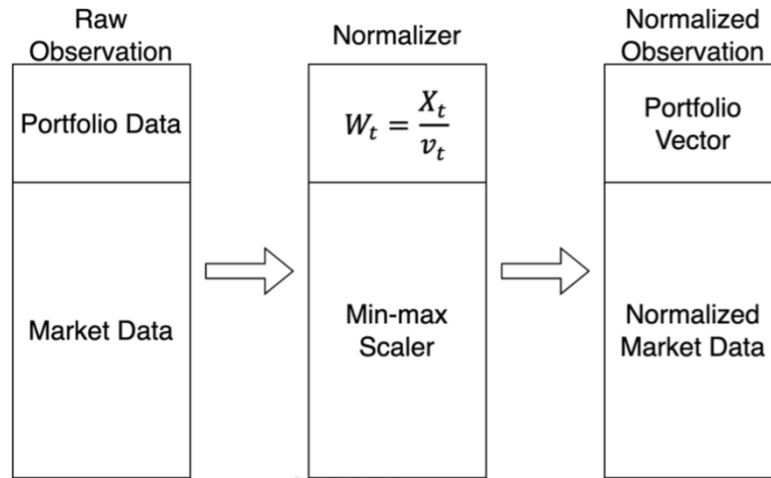 Raw
Observation
Portfolio Data
Market Data
Normalizer
W_t = X_t / v_t
Min-max
Scaler
Normalized
Observation
Portfolio
Vector
Normalized
Market Data